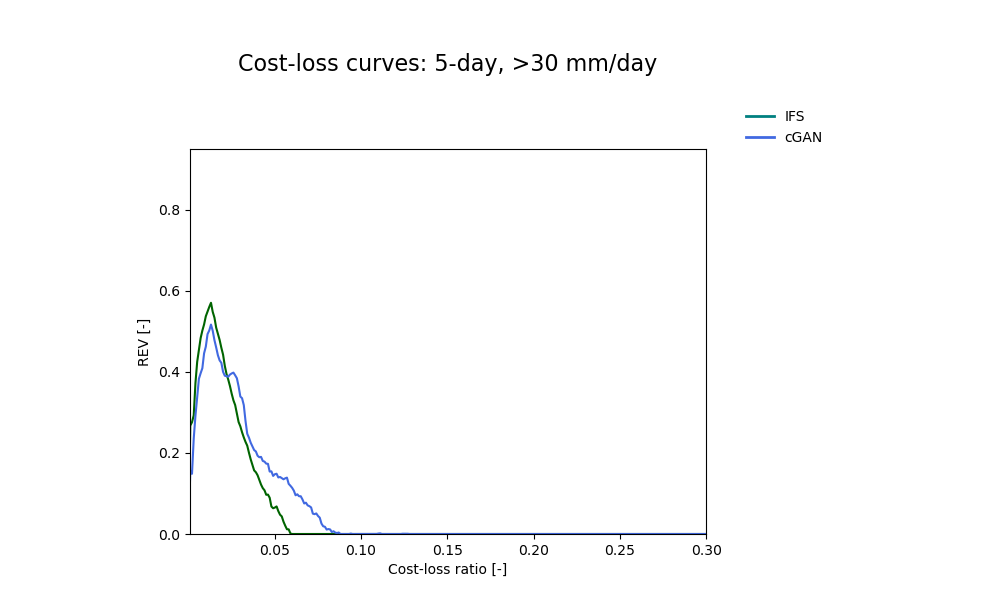 Cost-loss curves: 5-day, >30 mm/day
IFS
cGAN
0.8
0.6
0.4
0.2
0.0
REV [-]
0.05 0.10 0.15 0.20 0.25 0.30
Cost-loss ratio [-]